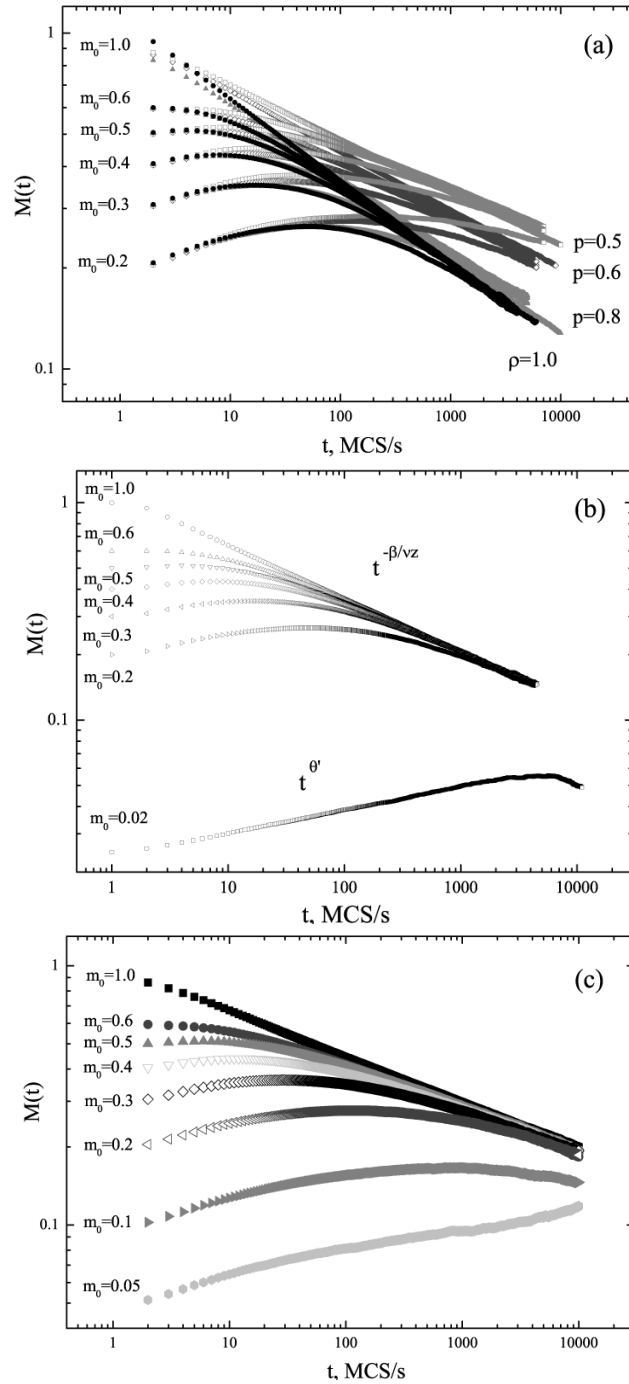 (a)
1
0.1
M(t)
m₀=1.0
m₀=0.6
m₀=0.5
m₀=0.4
m₀=0.3
m₀=0.2
p=0.5
p=0.6
p=0.8
ρ=1.0
1 10 100 1000 10000
t, MCS/s
(b)
1
0.1
M(t)
m₀=1.0
m₀=0.6
m₀=0.5
m₀=0.4
m₀=0.3
m₀=0.2
t^{-β/νz}
t^{θ'}
m₀=0.02
1 10 100 1000 10000
t, MCS/s
(c)
1
0.1
M(t)
m₀=1.0
m₀=0.6
m₀=0.5
m₀=0.4
m₀=0.3
m₀=0.2
m₀=0.1
m₀=0.05
1 10 100 1000 10000
t, MCS/s